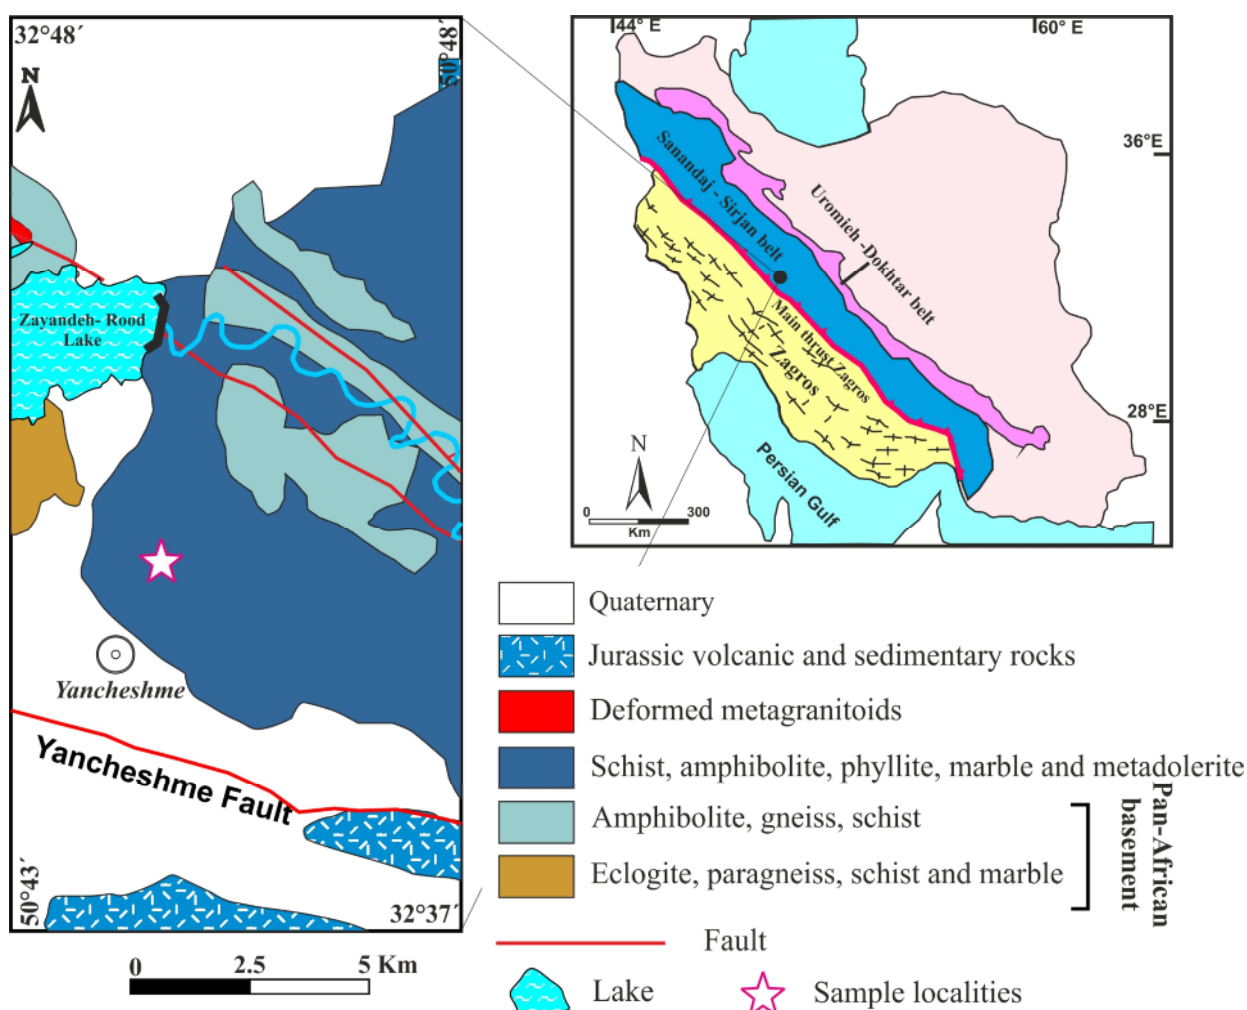 32°48´
50°48´
N
Zayandeh- Rood
Lake
Yancheshme
Yancheshme Fault
50°43´
32°37´
0 2.5 5 Km
44° E
60° E
36°E
28°E
Sanandaj - Sirjan belt
Uromieh -Dokhtar belt
Main thrust Zagros
Zagros
Persian Gulf
N
0 300
Km
Quaternary
Jurassic volcanic and sedimentary rocks
Deformed metagranitoids
Schist, amphibolite, phyllite, marble and metadolerite
Amphibolite, gneiss, schist
Eclogite, paragneiss, schist and marble
Pan-African
basement
Fault
Lake
Sample localities